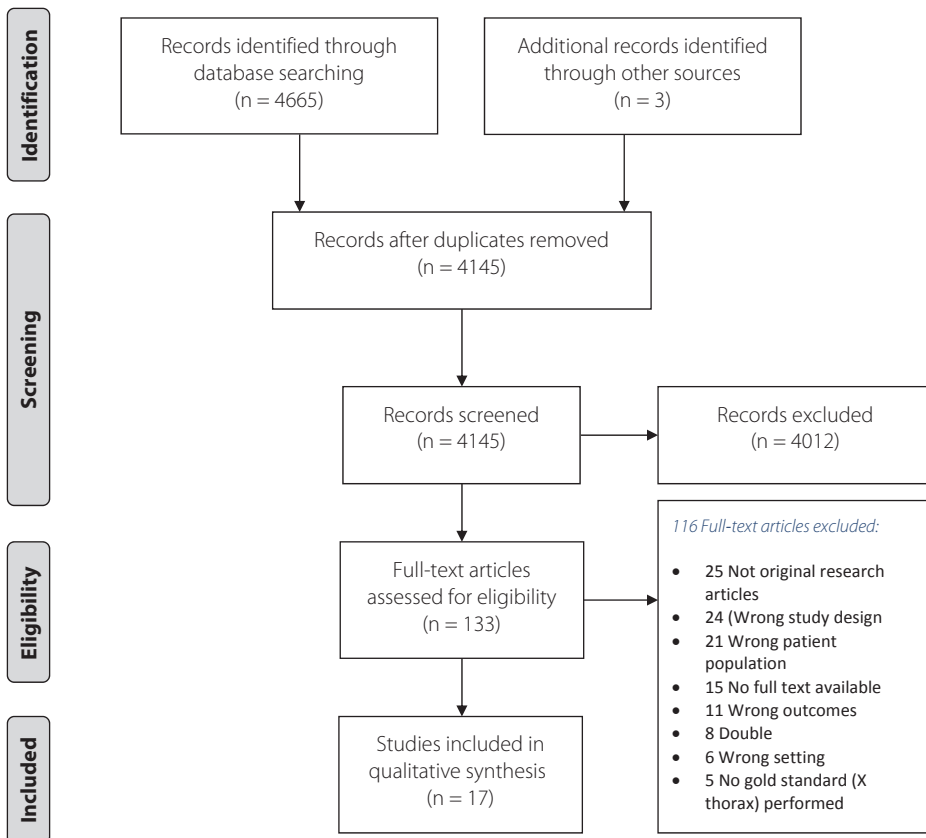 Identification
Records identified through
database searching
(n = 4665)
Additional records identified
through other sources
(n = 3)
Screening
Records after duplicates removed
(n = 4145)
Records screened
(n = 4145)
Records excluded
(n = 4012)
Eligibility
Full-text articles
assessed for eligibility
(n = 133)
116 Full-text articles excluded:
• 25 Not original research
articles
• 24 (Wrong study design
• 21 Wrong patient
population
• 15 No full text available
• 11 Wrong outcomes
• 8 Double
• 6 Wrong setting
• 5 No gold standard (X
thorax) performed
Included
Studies included in
qualitative synthesis
(n = 17)